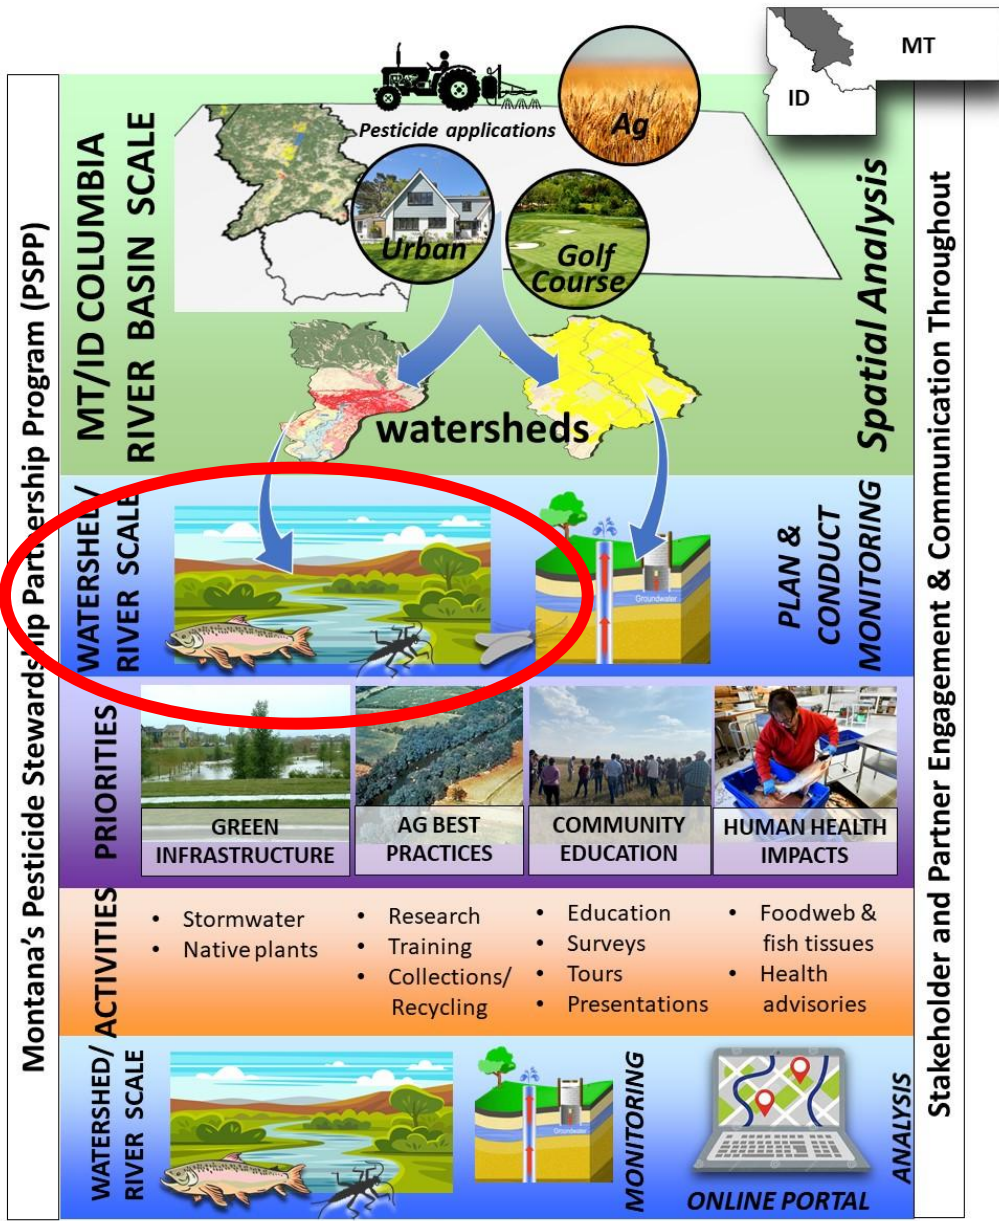 MT
ID
Montana's Pesticide Stewardship Partnership Program (PSPP)
Stakeholder and Partner Engagement & Communication Throughout
MT/ID COLUMBIA
RIVER BASIN SCALE
Pesticide applications
Ag
Urban
Golf
Course
Spatial Analysis
watersheds
WATERSHED/
RIVER SCALE
Groundwater
PLAN &
CONDUCT
MONITORING
PRIORITIES
GREEN
INFRASTRUCTURE
AG BEST
PRACTICES
COMMUNITY
EDUCATION
HUMAN HEALTH
IMPACTS
ACTIVITIES
• Stormwater
• Native plants
• Research
• Training
• Collections/
Recycling
• Education
• Surveys
• Tours
• Presentations
• Foodweb &
fish tissues
• Health
advisories
WATERSHED/
RIVER SCALE
Groundwater
MONITORING
ONLINE PORTAL
ANALYSIS